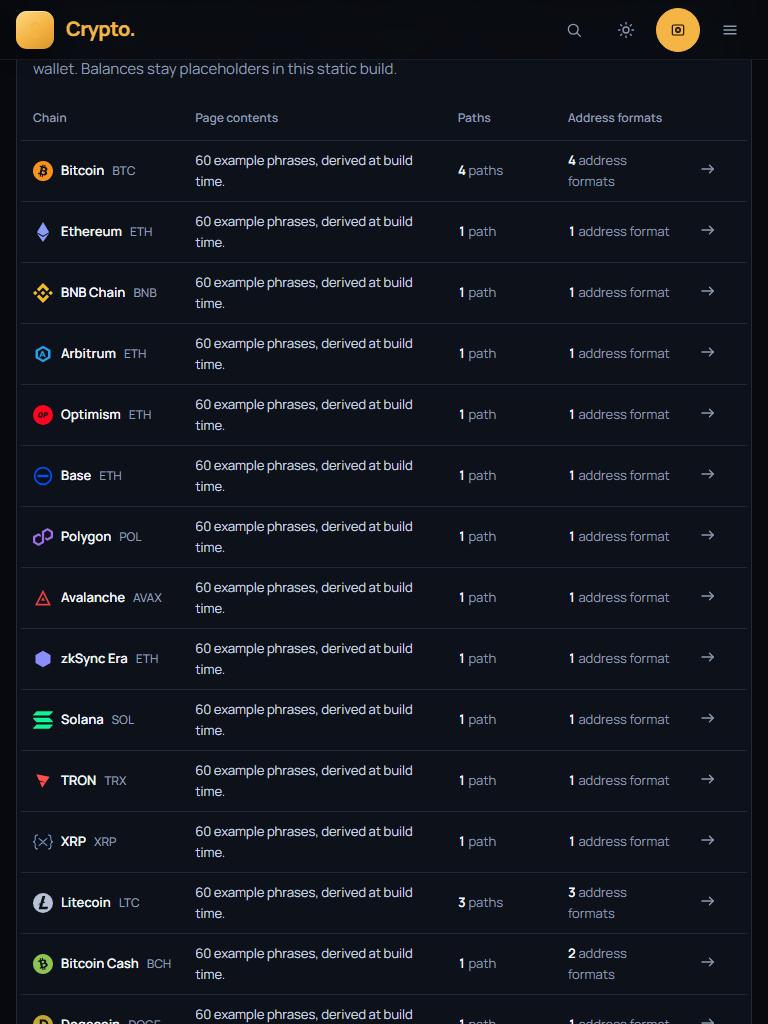 Crypto.
wallet. Balances stay placeholders in this static build.
Chain Page contents Paths Address formats
Bitcoin BTC 60 example phrases, derived at build time. 4 paths 4 address formats
Ethereum ETH 60 example phrases, derived at build time. 1 path 1 address format
BNB Chain BNB 60 example phrases, derived at build time. 1 path 1 address format
Arbitrum ETH 60 example phrases, derived at build time. 1 path 1 address format
Optimism ETH 60 example phrases, derived at build time. 1 path 1 address format
Base ETH 60 example phrases, derived at build time. 1 path 1 address format
Polygon POL 60 example phrases, derived at build time. 1 path 1 address format
Avalanche AVAX 60 example phrases, derived at build time. 1 path 1 address format
zkSync Era ETH 60 example phrases, derived at build time. 1 path 1 address format
Solana SOL 60 example phrases, derived at build time. 1 path 1 address format
TRON TRX 60 example phrases, derived at build time. 1 path 1 address format
XRP XRP 60 example phrases, derived at build time. 1 path 1 address format
Litecoin LTC 60 example phrases, derived at build time. 3 paths 3 address formats
Bitcoin Cash BCH 60 example phrases, derived at build time. 1 path 2 address formats
Dogecoin DOGE 60 example phrases, derived at build 1 path 1 address format